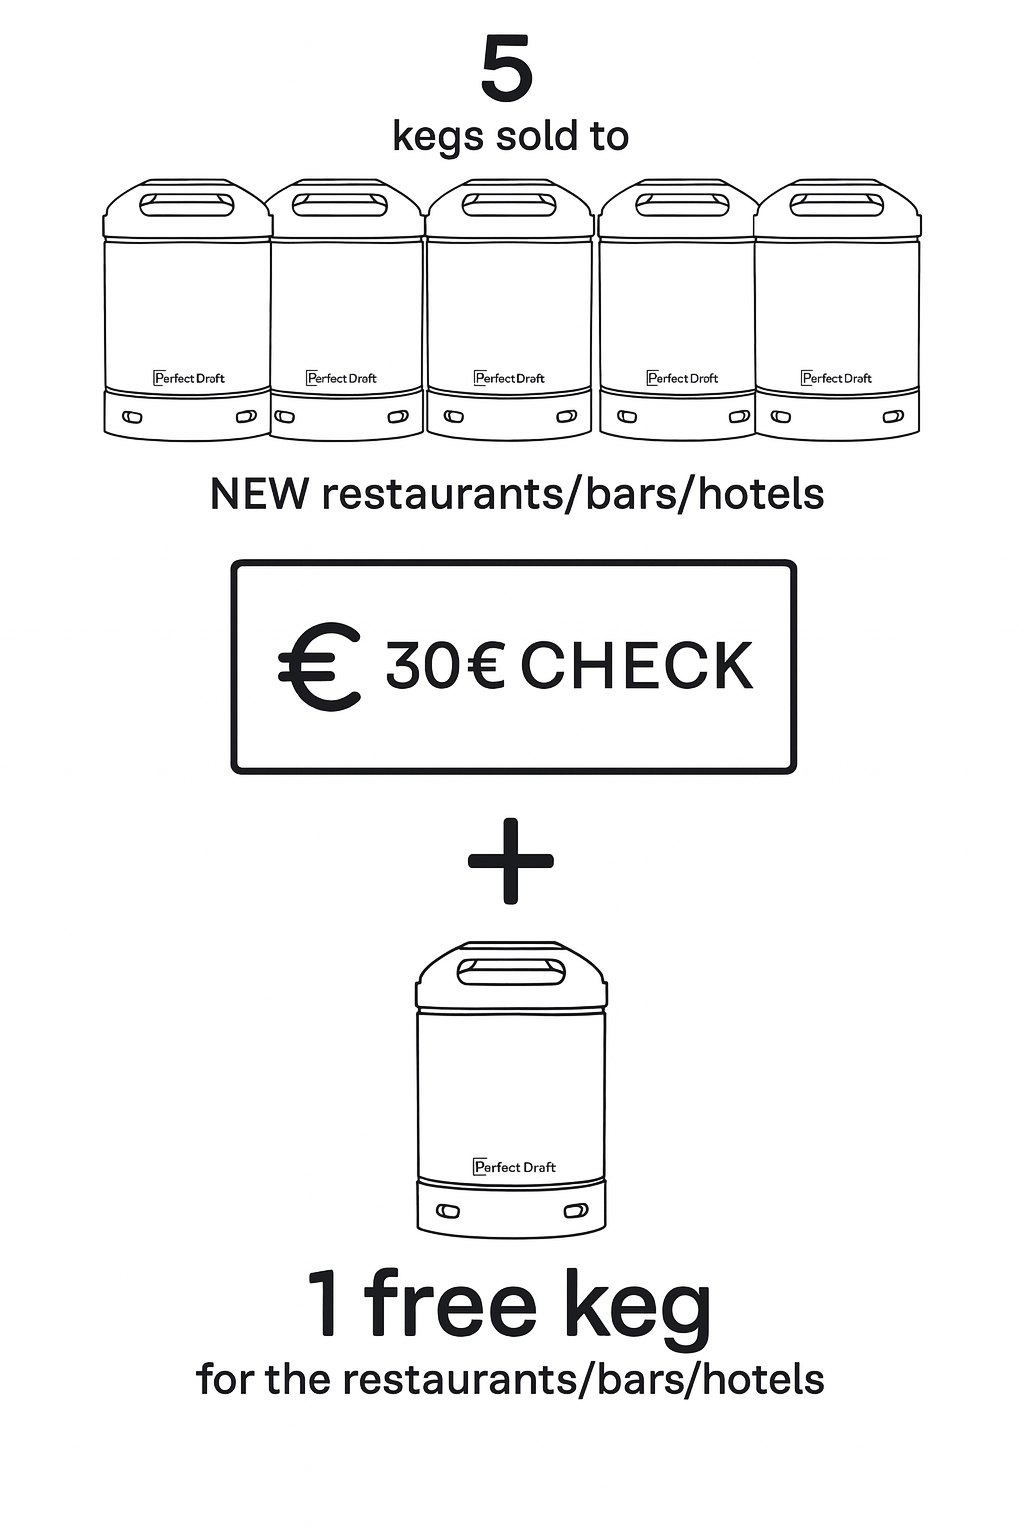 5
kegs sold to
Perfect Draft Perfect Draft Perfect Draft Perfect Draft Perfect Draft
NEW restaurants/bars/hotels
€ 30€ CHECK
+
Perfect Draft
1 free keg
for the restaurants/bars/hotels